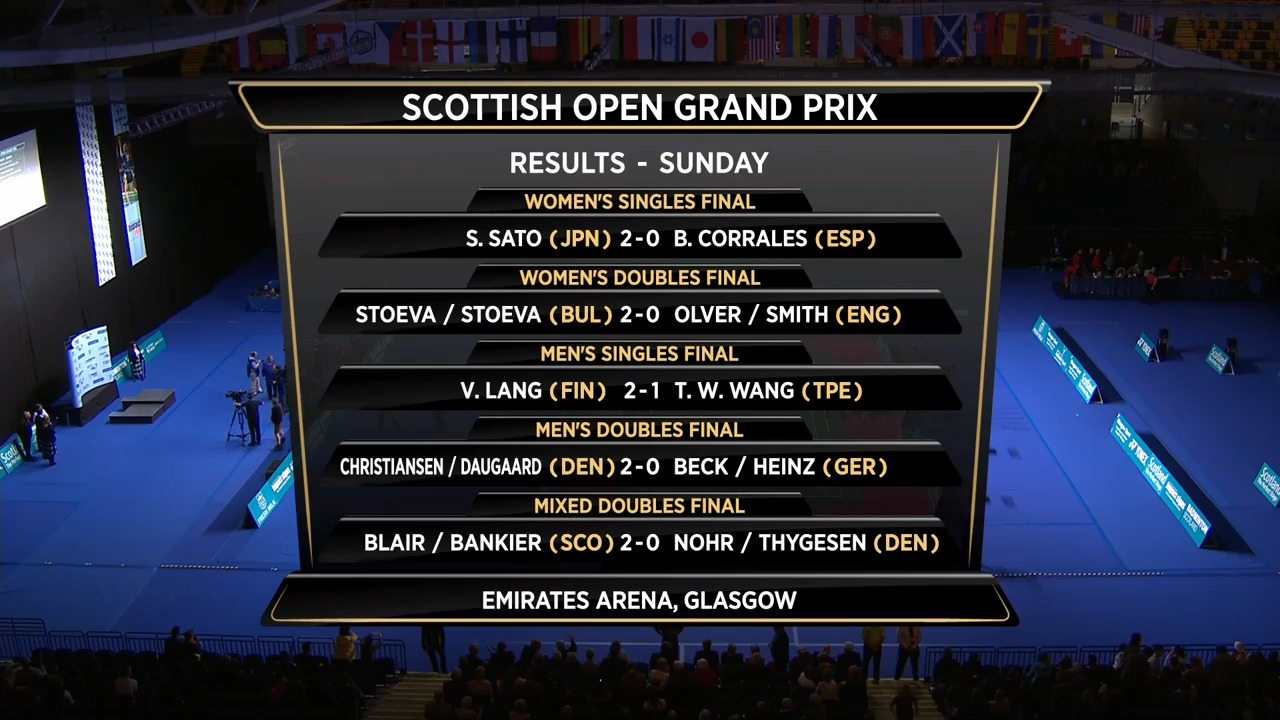 SCOTTISH OPEN GRAND PRIX
RESULTS - SUNDAY
WOMEN'S SINGLES FINAL
S. SATO (JPN) 2-0 B. CORRALES (ESP)
WOMEN'S DOUBLES FINAL
STOEVA / STOEVA (BUL) 2-0 OLVER / SMITH (ENG)
MEN'S SINGLES FINAL
V. LANG (FIN) 2-1 T. W. WANG (TPE)
MEN'S DOUBLES FINAL
CHRISTIANSEN / DAUGAARD (DEN) 2-0 BECK / HEINZ (GER)
MIXED DOUBLES FINAL
BLAIR / BANKIER (SCO) 2-0 NOHR / THYGESEN (DEN)
EMIRATES ARENA, GLASGOW